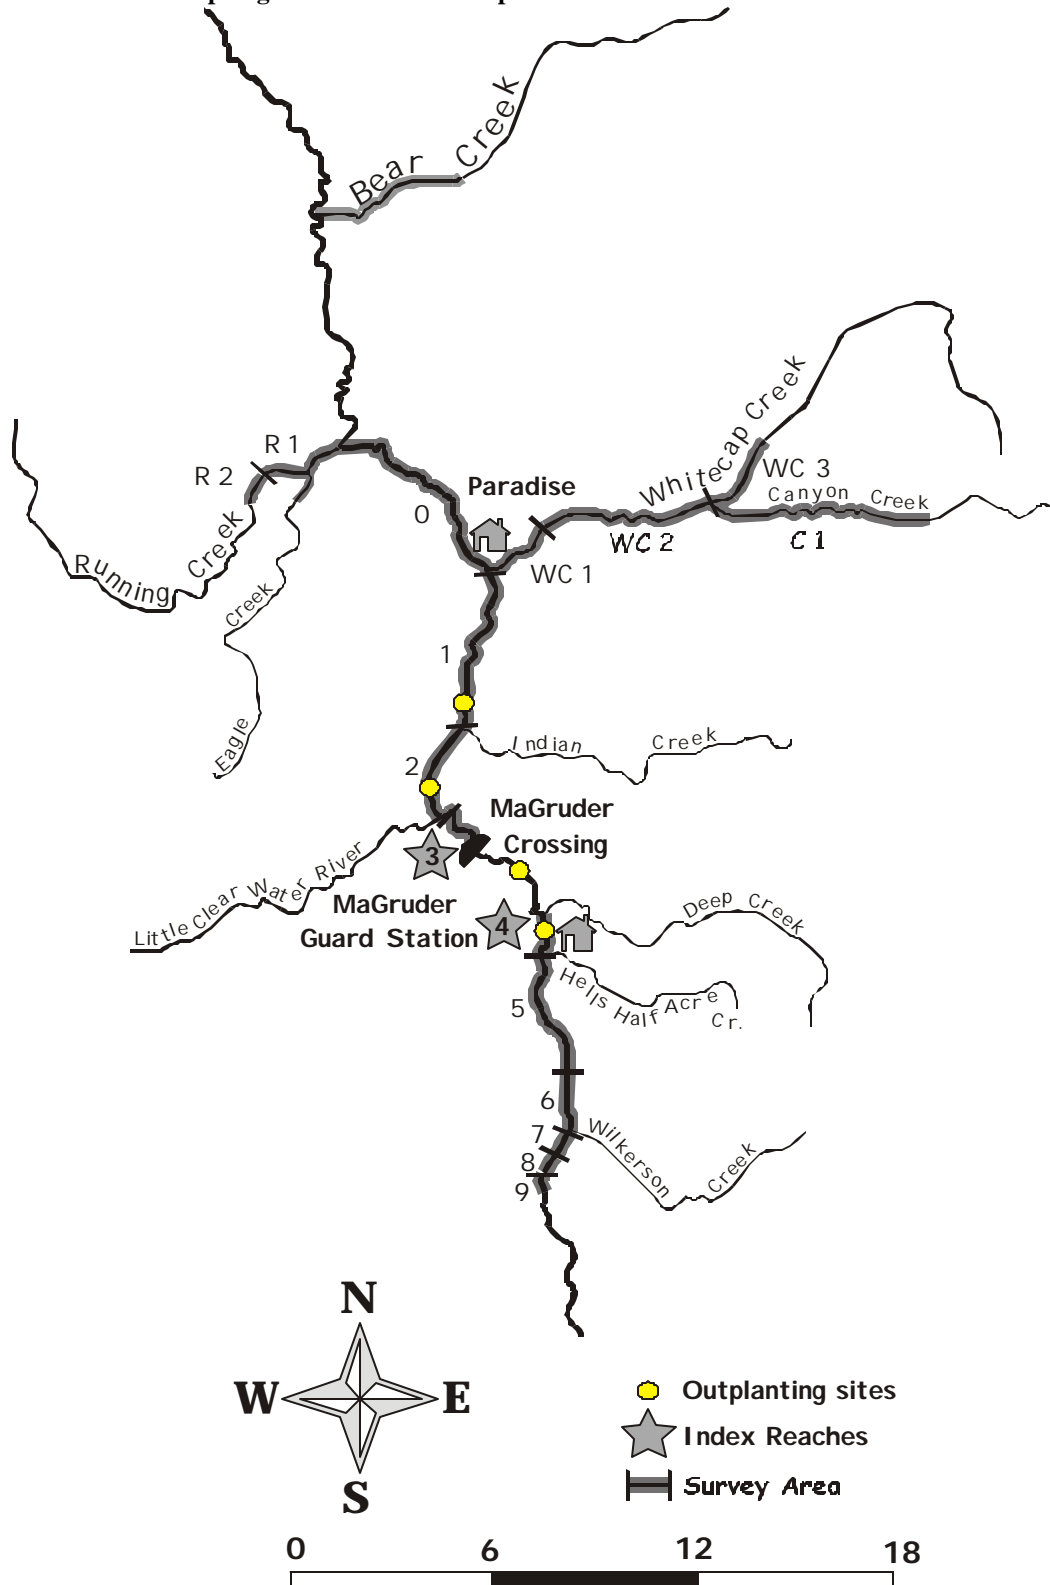 Bear Creek
R 1
R 2
Paradise
0
Whitecap Creek
WC 3
Canyon Creek
WC 2
C 1
WC 1
Running Creek
Eagle Creek
1
Indian Creek
2
MaGruder
Crossing
3
Little Clear Water River
MaGruder
Guard Station
4
Deep Creek
Hells Half Acre
Cr.
5
6
7
Wilkerson Creek
8
9
N
W E
S
Outplanting sites
Index Reaches
Survey Area
0 6 12 18